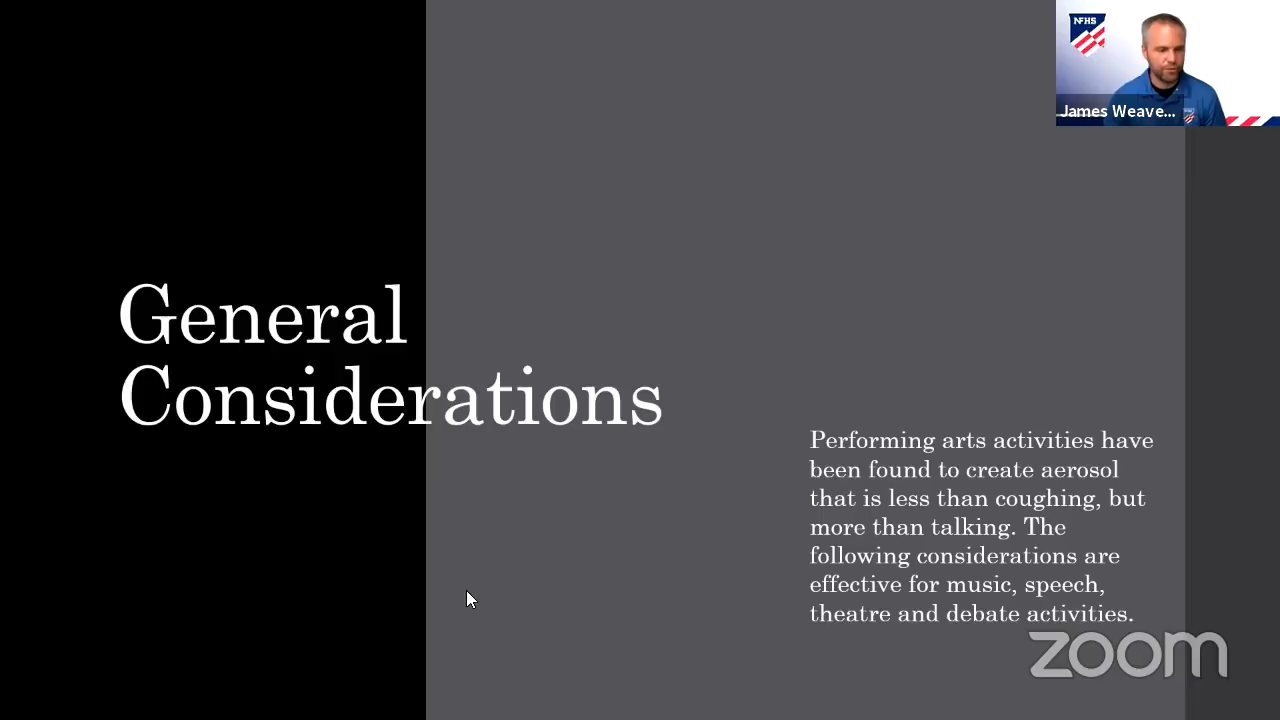 NFHS
James Weave...
General
Considerations
Performing arts activities have
been found to create aerosol
that is less than coughing, but
more than talking. The
following considerations are
effective for music, speech,
theatre and debate activities.
zoom